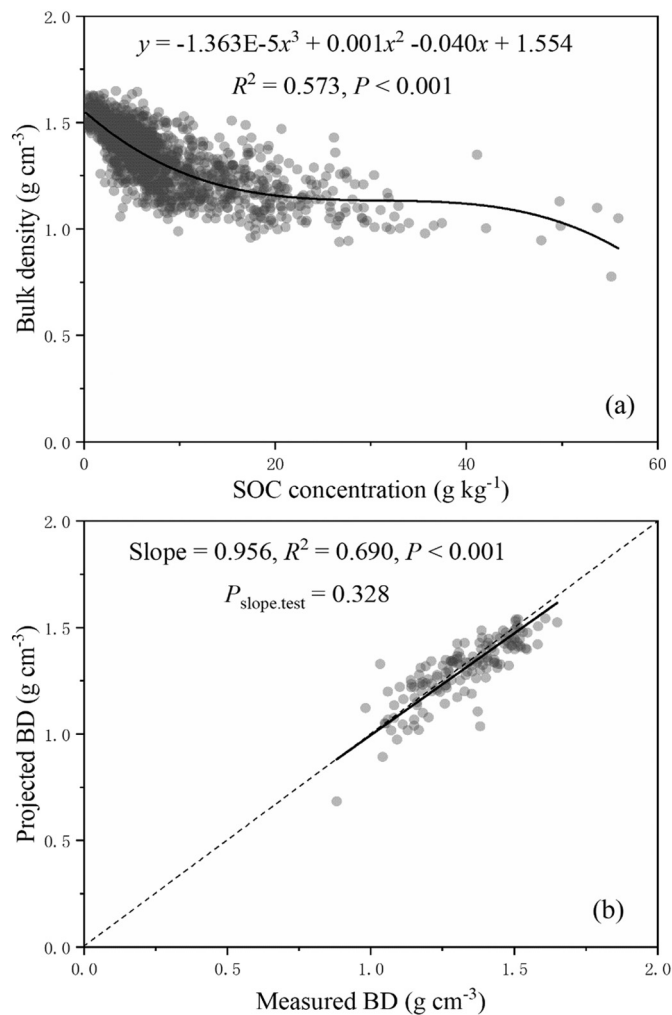 2.0
y = -1.363E-5x³ + 0.001x² -0.040x + 1.554
R² = 0.573, P < 0.001
1.5
1.0
0.5
0.0
Bulk density (g cm⁻³)
(a)
0 20 40 60
SOC concentration (g kg⁻¹)
2.0
Slope = 0.956, R² = 0.690, P < 0.001
Pslope.test = 0.328
1.5
1.0
0.5
0.0
Projected BD (g cm⁻³)
(b)
0.0 0.5 1.0 1.5 2.0
Measured BD (g cm⁻³)